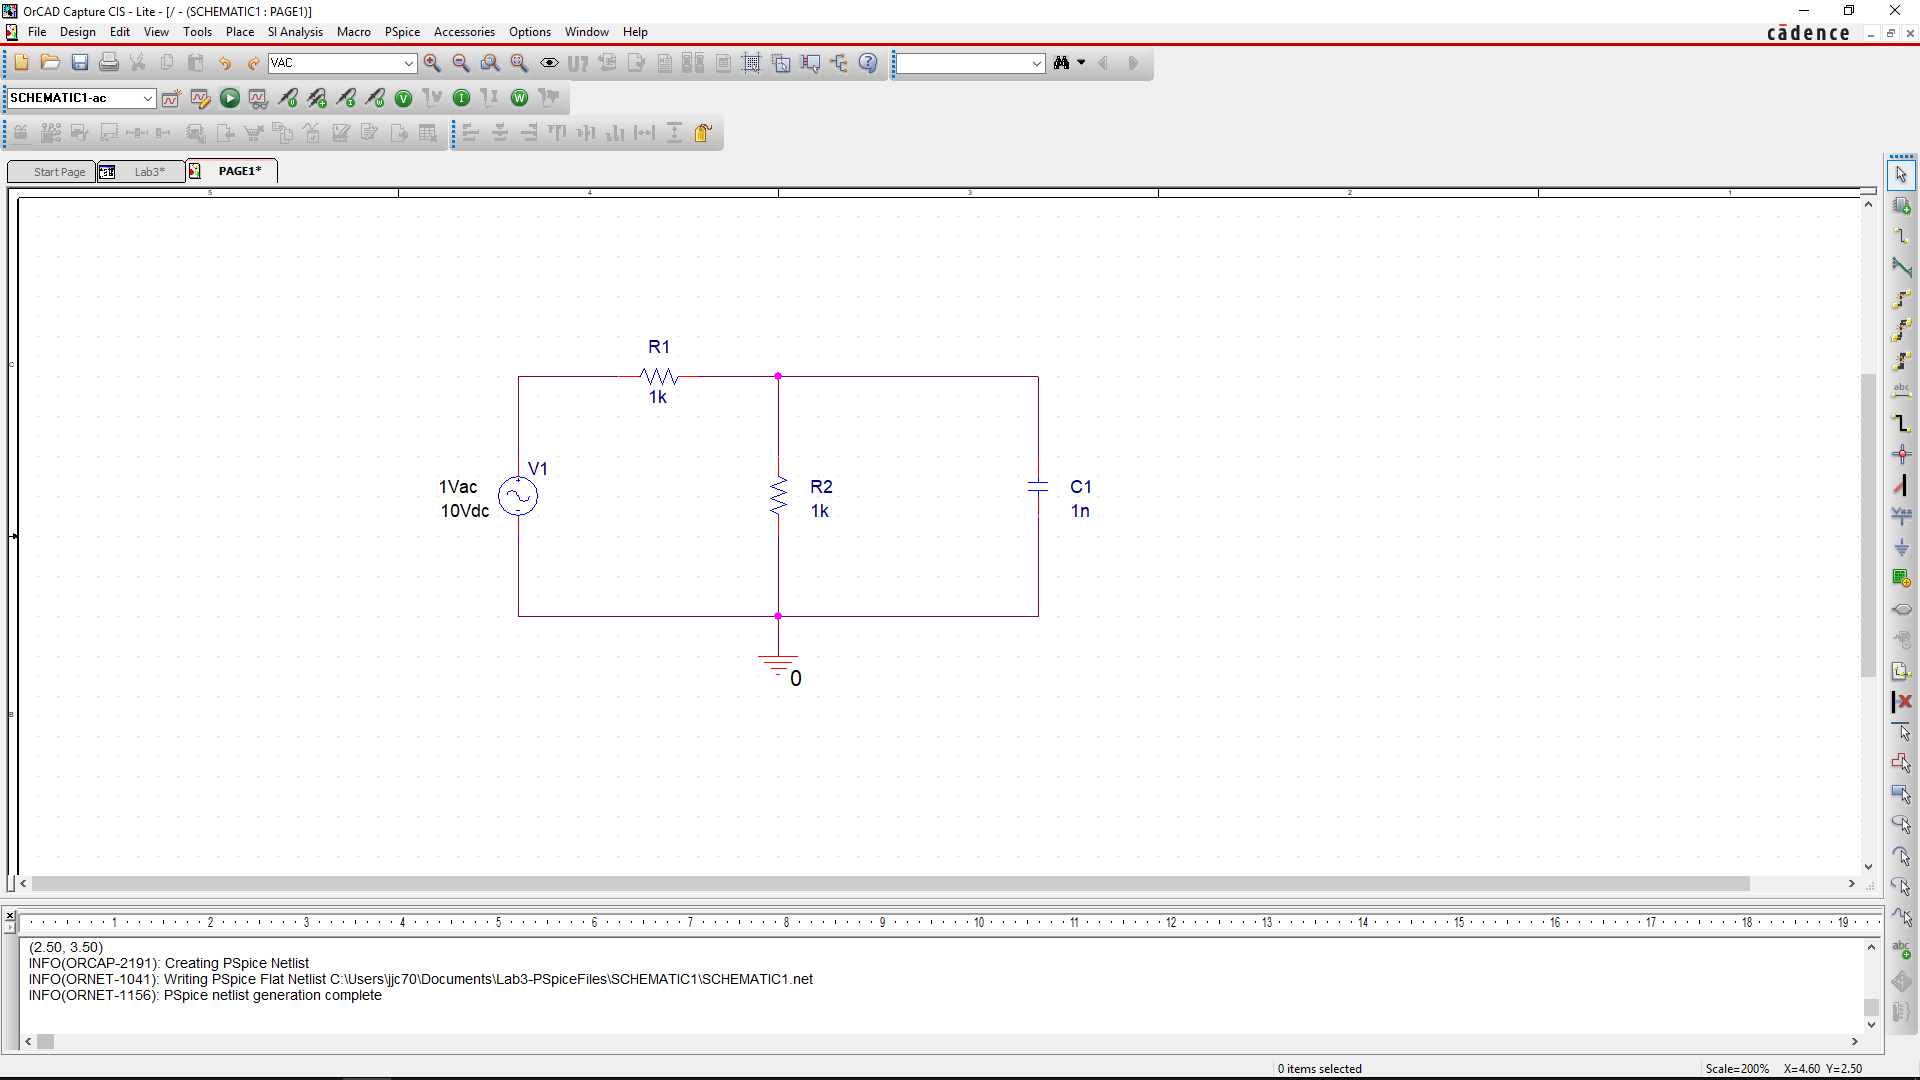 OrCAD Capture CIS - Lite - [/ - (SCHEMATIC1 : PAGE1)]
File Design Edit View Tools Place SI Analysis Macro PSpice Accessories Options Window Help
cādence
VAC
SCHEMATIC1-ac
V I W
Start Page Lab3* PAGE1*
5 4 3 2 1
C
B
R1
1k
V1
1Vac
10Vdc
R2
1k
C1
1n
0
abc
abc
1 2 3 4 5 6 7 8 9 10 11 12 13 14 15 16 17 18 19
(2.50, 3.50)
INFO(ORCAP-2191): Creating PSpice Netlist
INFO(ORNET-1041): Writing PSpice Flat Netlist C:\Users\jjc70\Documents\Lab3-PSpiceFiles\SCHEMATIC1\SCHEMATIC1.net
INFO(ORNET-1156): PSpice netlist generation complete
0 items selected Scale=200% X=4.60 Y=2.50